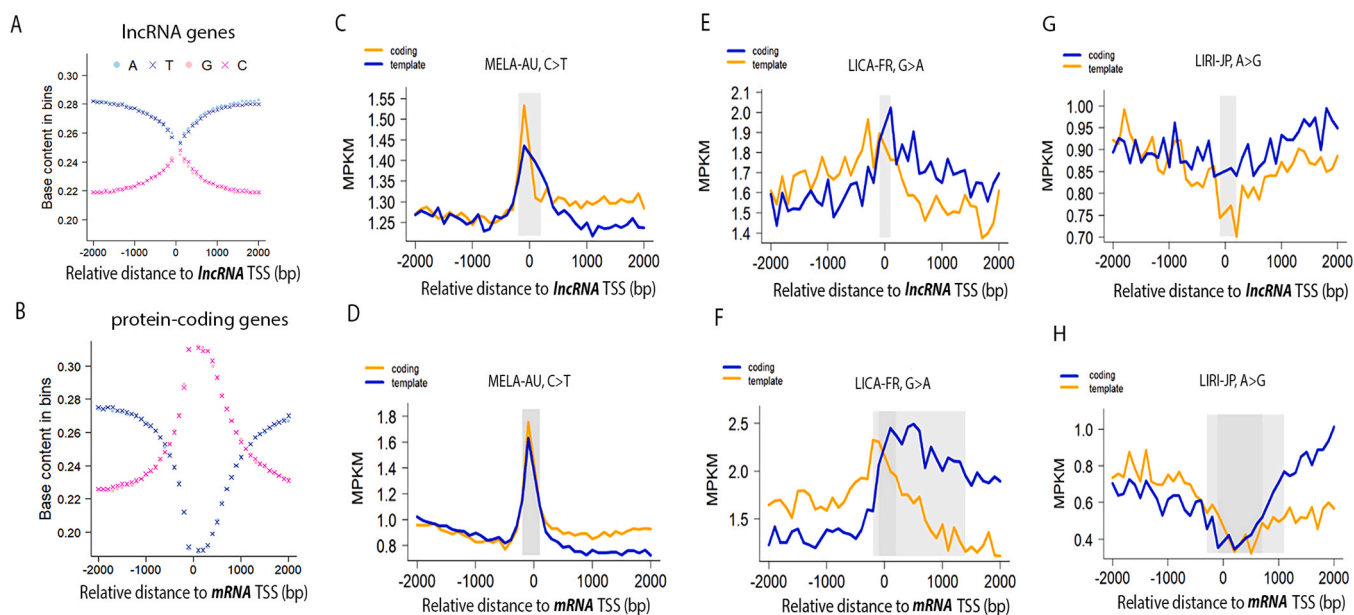 A
lncRNA genes
A T G C
Base content in bins
0.30
0.28
0.26
0.24
0.22
0.20
-2000 -1000 0 1000 2000
Relative distance to lncRNA TSS (bp)
B
protein-coding genes
Base content in bins
0.30
0.28
0.26
0.24
0.22
0.20
-2000 -1000 0 1000 2000
Relative distance to mRNA TSS (bp)
C
coding
template
MELA-AU, C>T
MPKM
1.55
1.50
1.45
1.40
1.35
1.30
1.25
-2000 -1000 0 1000 2000
Relative distance to lncRNA TSS (bp)
D
coding
template
MELA-AU, C>T
MPKM
1.8
1.6
1.4
1.2
1.0
0.8
-2000 -1000 0 1000 2000
Relative distance to mRNA TSS (bp)
E
coding
template
LICA-FR, G>A
MPKM
2.1
2.0
1.9
1.8
1.7
1.6
1.5
1.4
-2000 -1000 0 1000 2000
Relative distance to lncRNA TSS (bp)
F
coding
template
LICA-FR, G>A
MPKM
2.5
2.0
1.5
-2000 -1000 0 1000 2000
Relative distance to mRNA TSS (bp)
G
coding
template
LIRI-JP, A>G
MPKM
1.00
0.95
0.90
0.85
0.80
0.75
0.70
-2000 -1000 0 1000 2000
Relative distance to lncRNA TSS (bp)
H
coding
template
LIRI-JP, A>G
MPKM
1.0
0.8
0.6
0.4
-2000 -1000 0 1000 2000
Relative distance to mRNA TSS (bp)